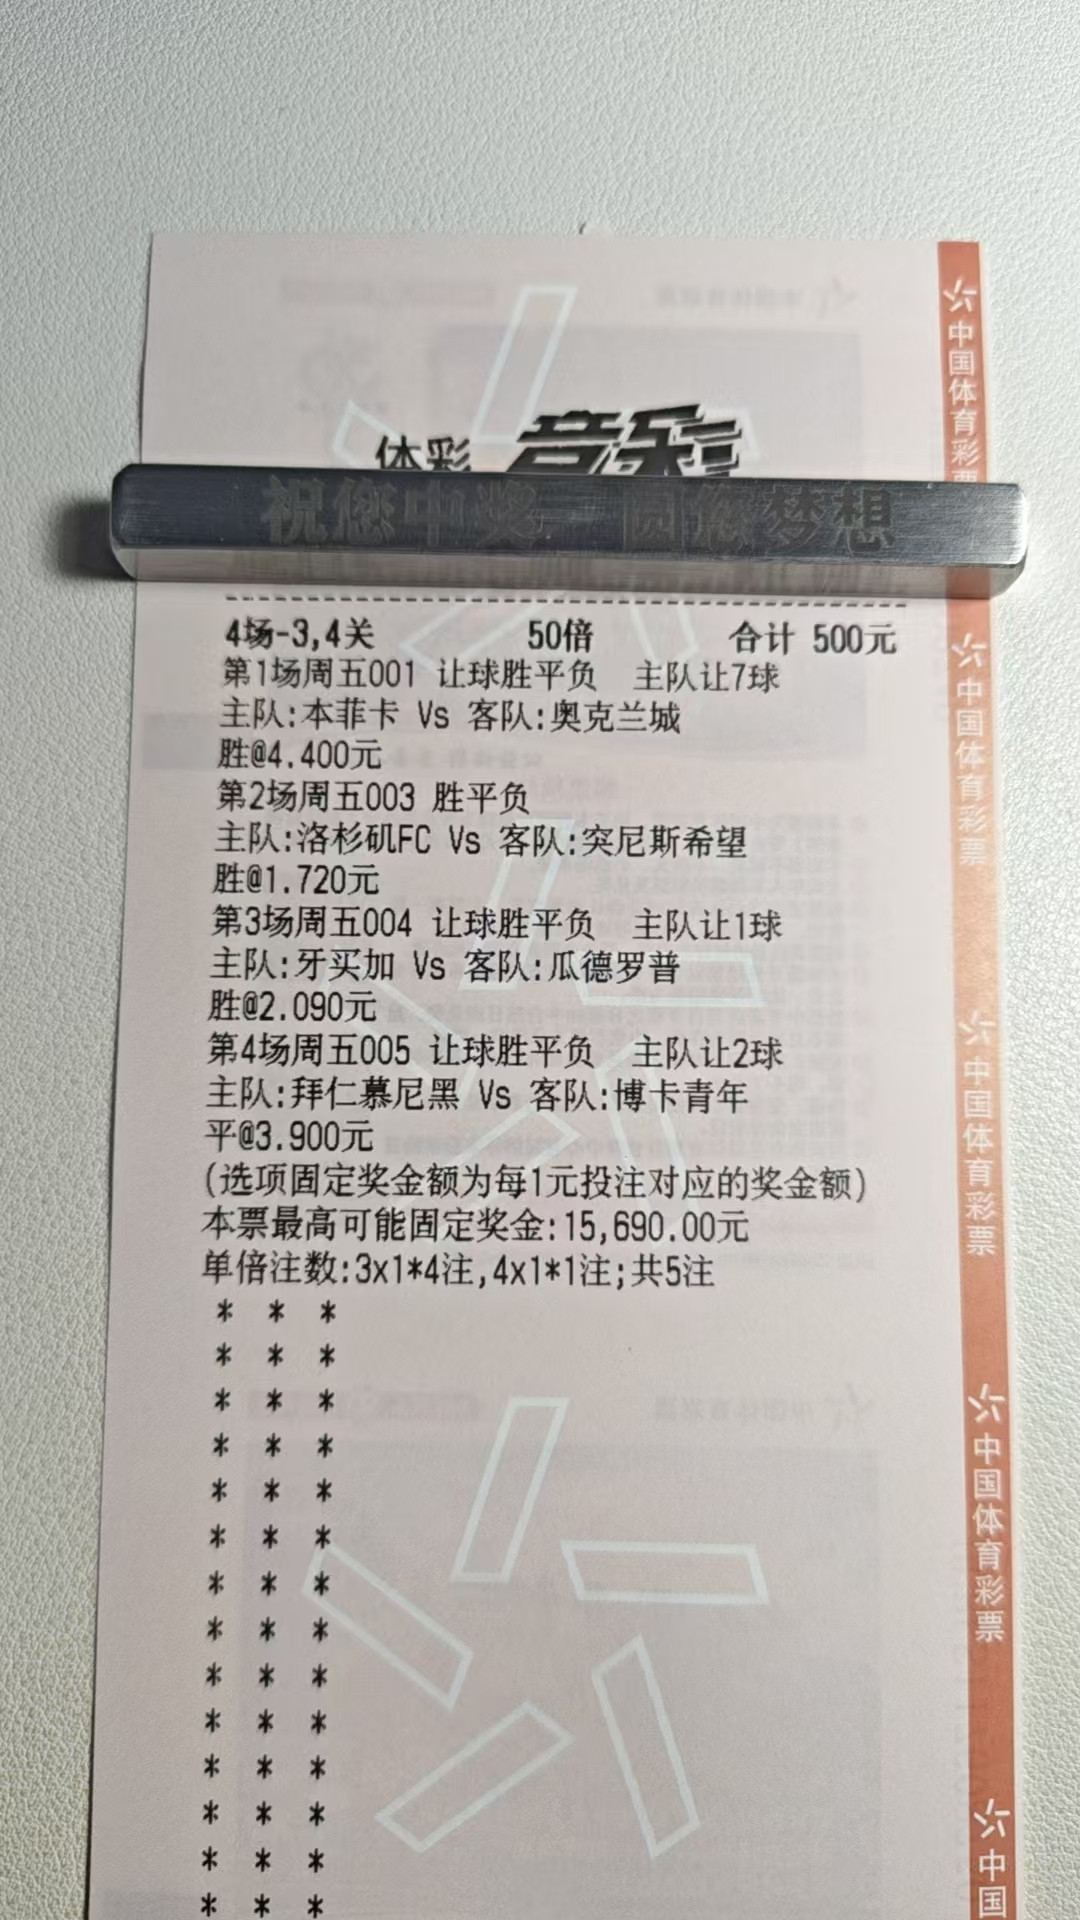 体彩 竞彩
祝您中奖 圆您梦想
4场-3,4关 50倍 合计 500元
第1场周五001 让球胜平负 主队让7球
主队:本菲卡 Vs 客队:奥克兰城
胜@4.400元
第2场周五003 胜平负
主队:洛杉矶FC Vs 客队:突尼斯希望
胜@1.720元
第3场周五004 让球胜平负 主队让1球
主队:牙买加 Vs 客队:瓜德罗普
胜@2.090元
第4场周五005 让球胜平负 主队让2球
主队:拜仁慕尼黑 Vs 客队:博卡青年
平@3.900元
(选项固定奖金额为每1元投注对应的奖金额)
本票最高可能固定奖金:15,690.00元
单倍注数:3x1*4注,4x1*1注;共5注
* * *
* * *
* * *
* * *
* * *
* * *
* * *
* * *
* * *
* * *
* * *
* * *
* * *
* * *
中国体育彩票
中国体育彩票
中国体育彩票
中国体育彩票
中国